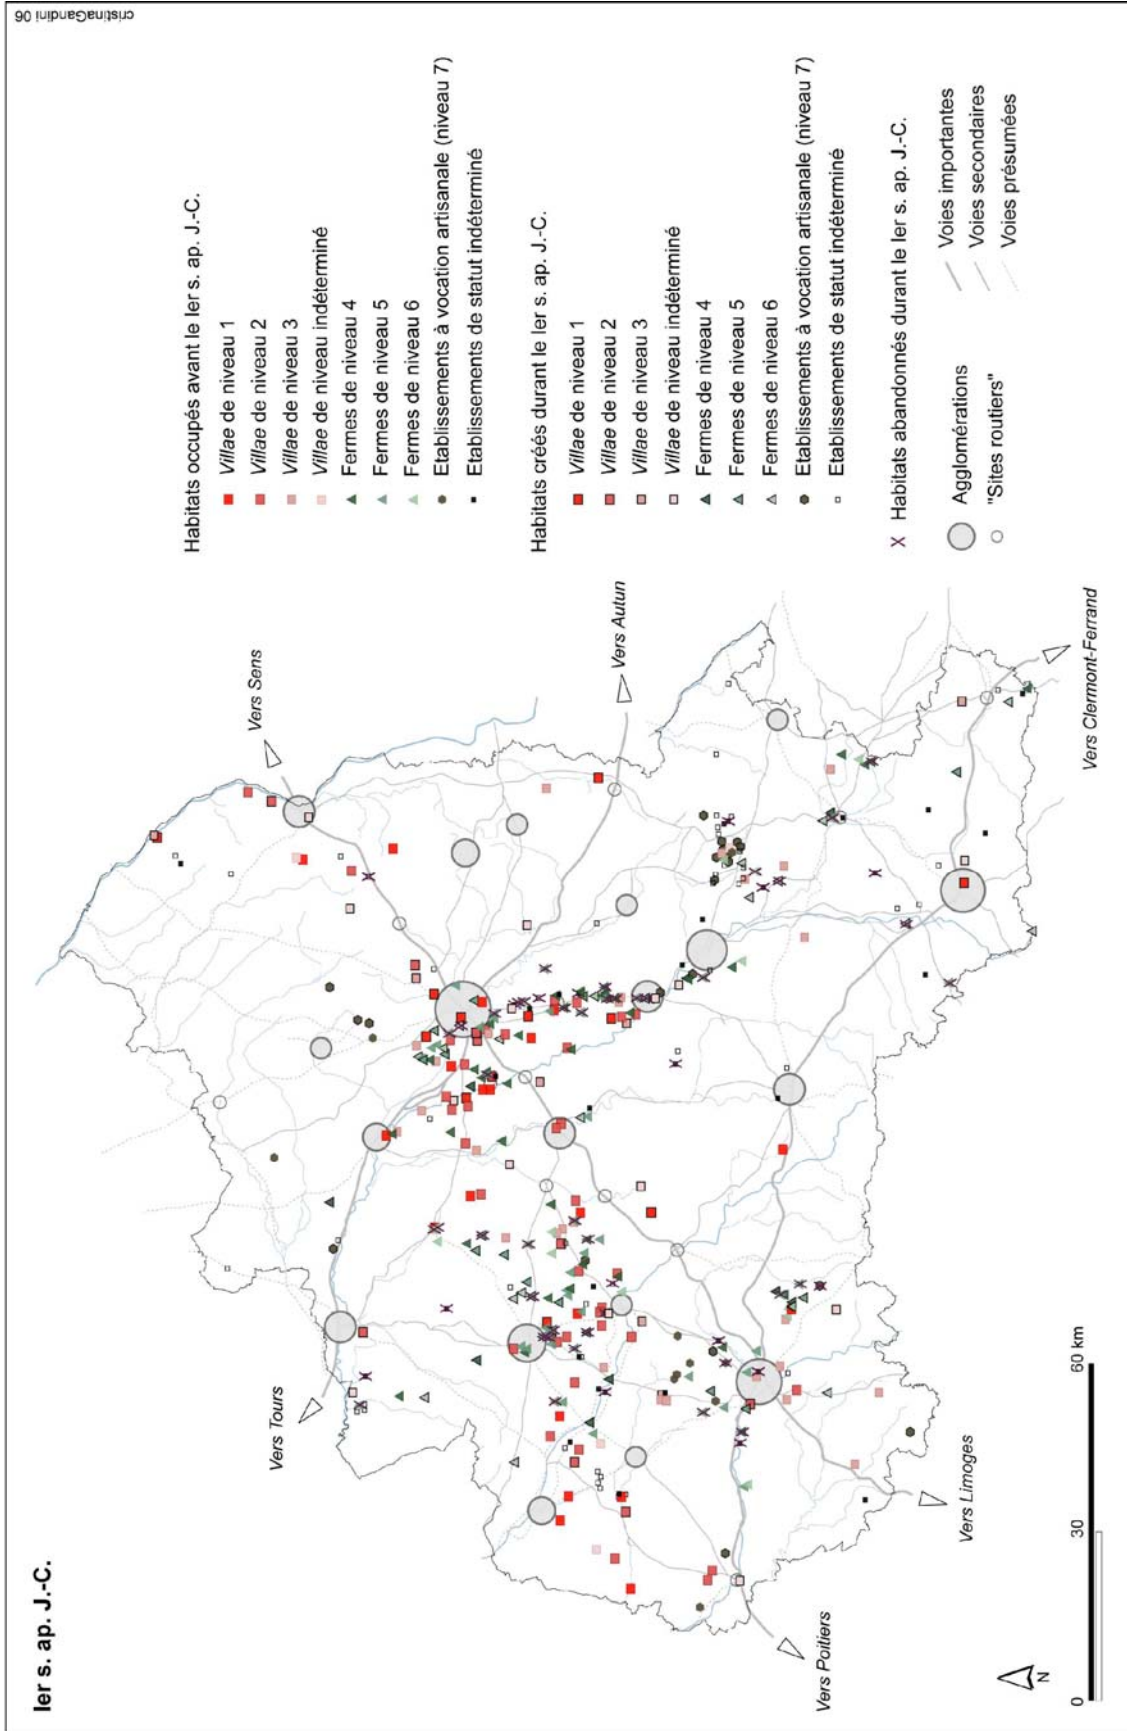 Ier s. ap. J.-C.
Vers Sens
Vers Tours
Vers Autun
Vers Poitiers
Vers Limoges
Vers Clermont-Ferrand
N
0 30 60 km
Habitats occupés avant le Ier s. ap. J.-C.
Villae de niveau 1
Villae de niveau 2
Villae de niveau 3
Villae de niveau indéterminé
Fermes de niveau 4
Fermes de niveau 5
Fermes de niveau 6
Etablissements à vocation artisanale (niveau 7)
Etablissements de statut indéterminé
Habitats créés durant le Ier s. ap. J.-C.
Villae de niveau 1
Villae de niveau 2
Villae de niveau 3
Villae de niveau indéterminé
Fermes de niveau 4
Fermes de niveau 5
Fermes de niveau 6
Etablissements à vocation artisanale (niveau 7)
Etablissements de statut indéterminé
Habitats abandonnés durant le Ier s. ap. J.-C.
Agglomérations
"Sites routiers"
Voies importantes
Voies secondaires
Voies présumées
cristinaGandini 06